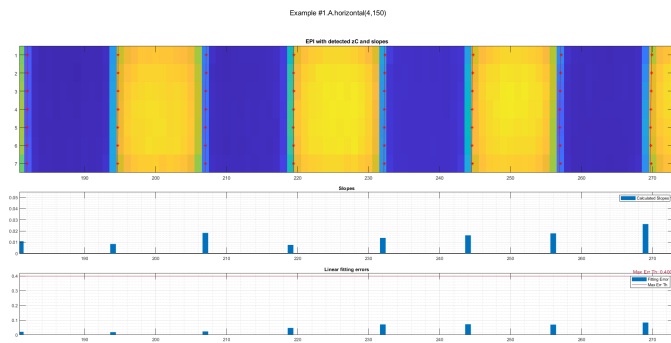 Example #1.A.horizontal(4,150)
EPI with detected zC and slopes
1
2
3
4
5
6
7
190 200 210 220 230 240 250 260 270
Slopes
0.05
0.04
0.03
0.02
0.01
0
Calculated Slopes
190 200 210 220 230 240 250 260 270
Linear fitting errors
Max Err Th: 0.400
0.4
0.3
0.2
0.1
0
Fitting Error
Max Err Th
190 200 210 220 230 240 250 260 270